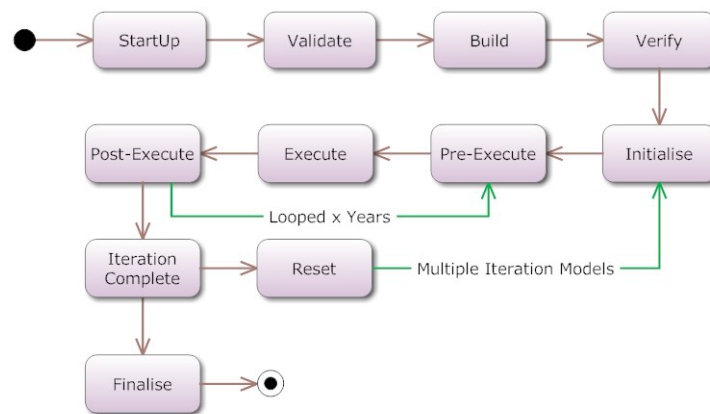 StartUp
Validate
Build
Verify
Post-Execute
Execute
Pre-Execute
Initialise
Looped x Years
Iteration
Complete
Reset
Multiple Iteration Models
Finalise